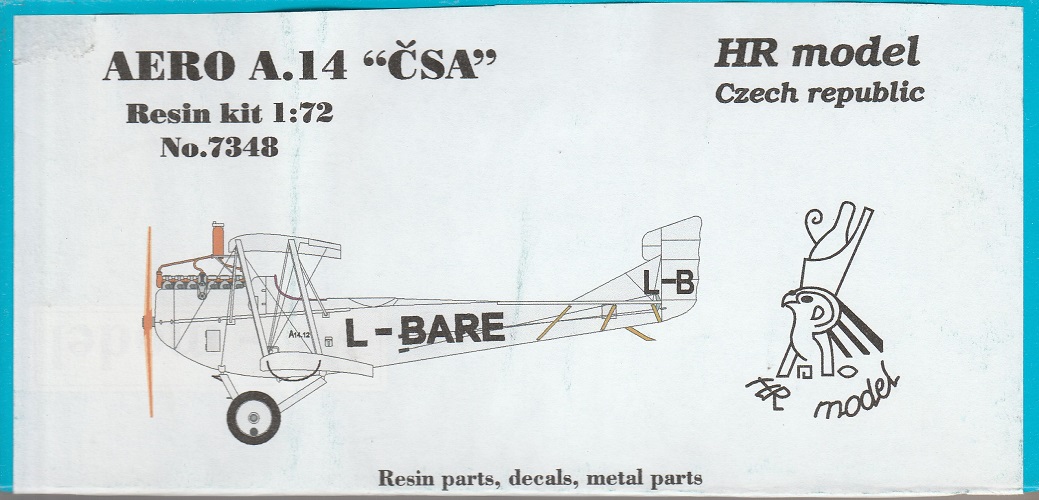 AERO A.14 “ČSA”
Resin kit 1:72
No.7348
HR model
Czech republic
L-B
L-BARE
A14.12
HR model
Resin parts, decals, metal parts